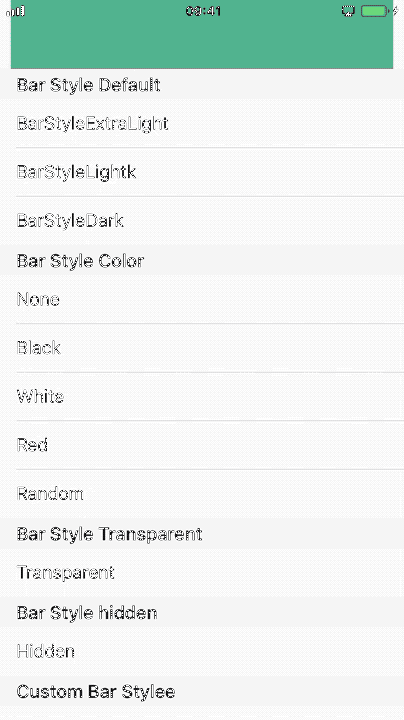 09:41
Bar Style Default
BarStyleExtraLight
BarStyleLightk
BarStyleDark
Bar Style Color
None
Black
White
Red
Random
Bar Style Transparent
Transparent
Bar Style hidden
Hidden
Custom Bar Stylee